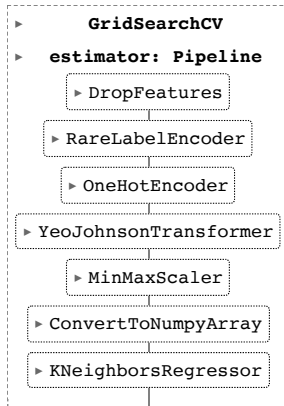 GridSearchCV
estimator: Pipeline
DropFeatures
RareLabelEncoder
OneHotEncoder
YeoJohnsonTransformer
MinMaxScaler
ConvertToNumpyArray
KNeighborsRegressor